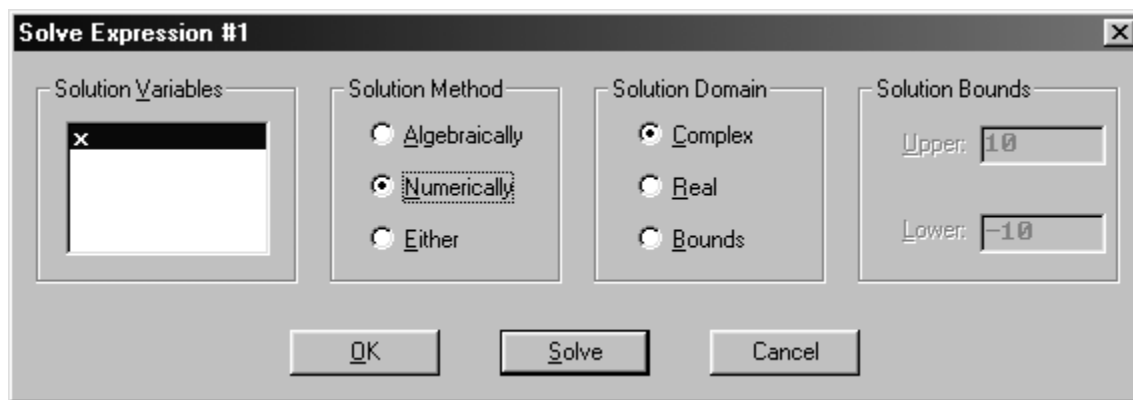 Solve Expression #1
Solution Variables
x
Solution Method
Algebraically
Numerically
Either
Solution Domain
Complex
Real
Bounds
Solution Bounds
Upper: 10
Lower: -10
OK
Solve
Cancel